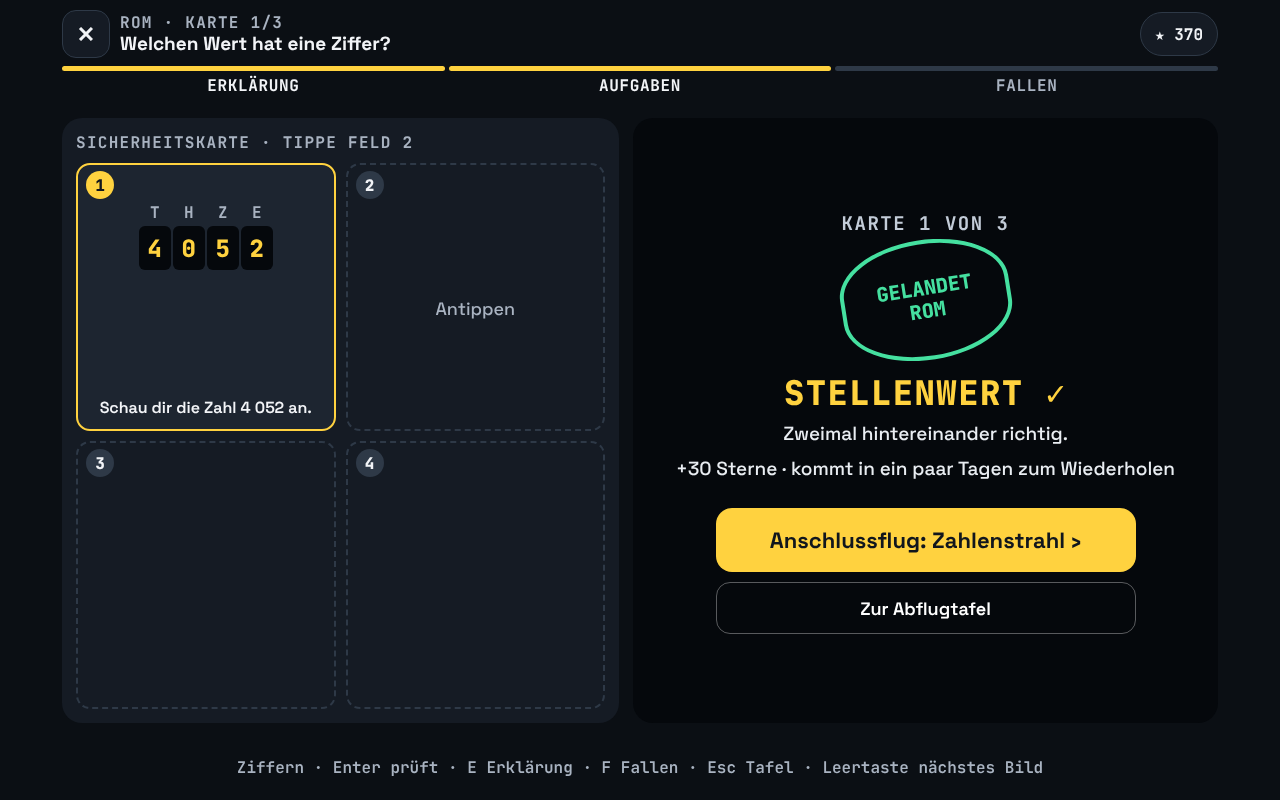 ✕
ROM · KARTE 1/3
Welchen Wert hat eine Ziffer?
★ 370
ERKLÄRUNG
AUFGABEN
FALLEN
SICHERHEITSKARTE · TIPPE FELD 2
1
T H Z E
4 0 5 2
Schau dir die Zahl 4 052 an.
2
Antippen
3
4
KARTE 1 VON 3
GELANDET
ROM
STELLENWERT ✓
Zweimal hintereinander richtig.
+30 Sterne · kommt in ein paar Tagen zum Wiederholen
Anschlussflug: Zahlenstrahl >
Zur Abflugtafel
Ziffern · Enter prüft · E Erklärung · F Fallen · Esc Tafel · Leertaste nächstes Bild